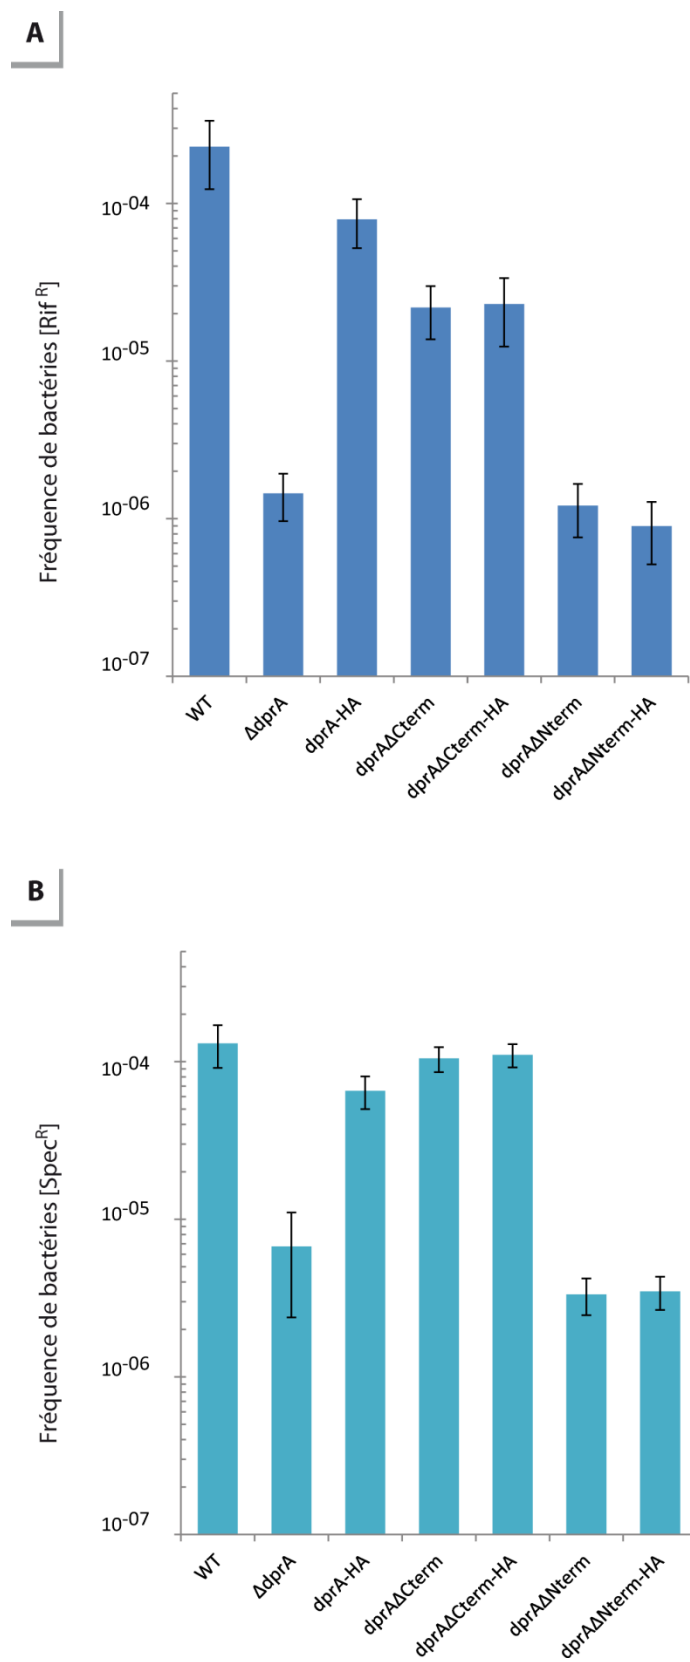 A
Fréquence de bactéries [Rif R]
10-04
10-05
10-06
10-07
WT
ΔdprA
dprA-HA
dprAΔCterm
dprAΔCterm-HA
dprAΔNterm
dprAΔNterm-HA
B
Fréquence de bactéries [SpecR]
10-04
10-05
10-06
10-07
WT
ΔdprA
dprA-HA
dprAΔCterm
dprAΔCterm-HA
dprAΔNterm
dprAΔNterm-HA